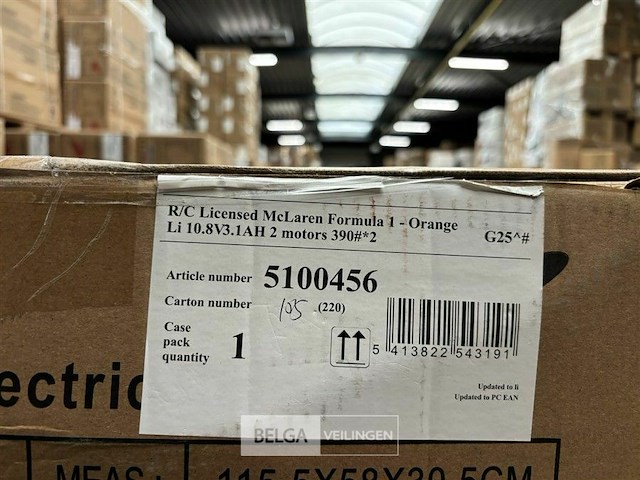 R/C Licensed McLaren Formula 1 - Orange
Li 10.8V3.1AH 2 motors 390#*2 G25^#
Article number 5100456
Carton number 105 (220)
Case
pack
quantity 1
5 413822 543191
Updated to li
Updated to PC EAN
ectric
BELGA VEILINGEN
MEAS: 115.5X58X30.5CM